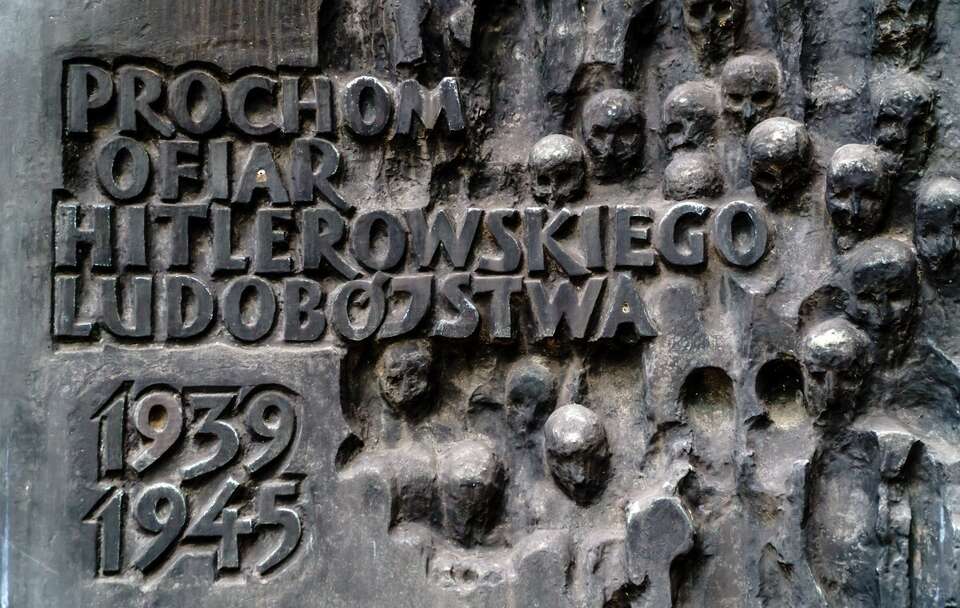 PROCHOM
OFIAR
HITLEROWSKIEGO
LUDOBÓJSTWA
1939
1945